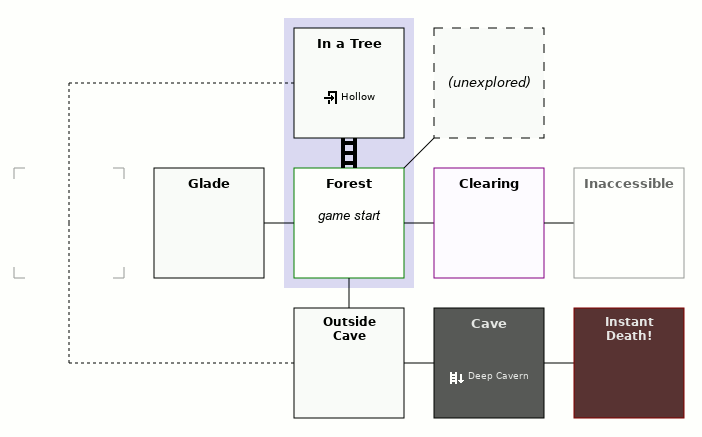 In a Tree
Hollow
(unexplored)
Glade
Forest
game start
Clearing
Inaccessible
Outside
Cave
Cave
Deep Cavern
Instant
Death!